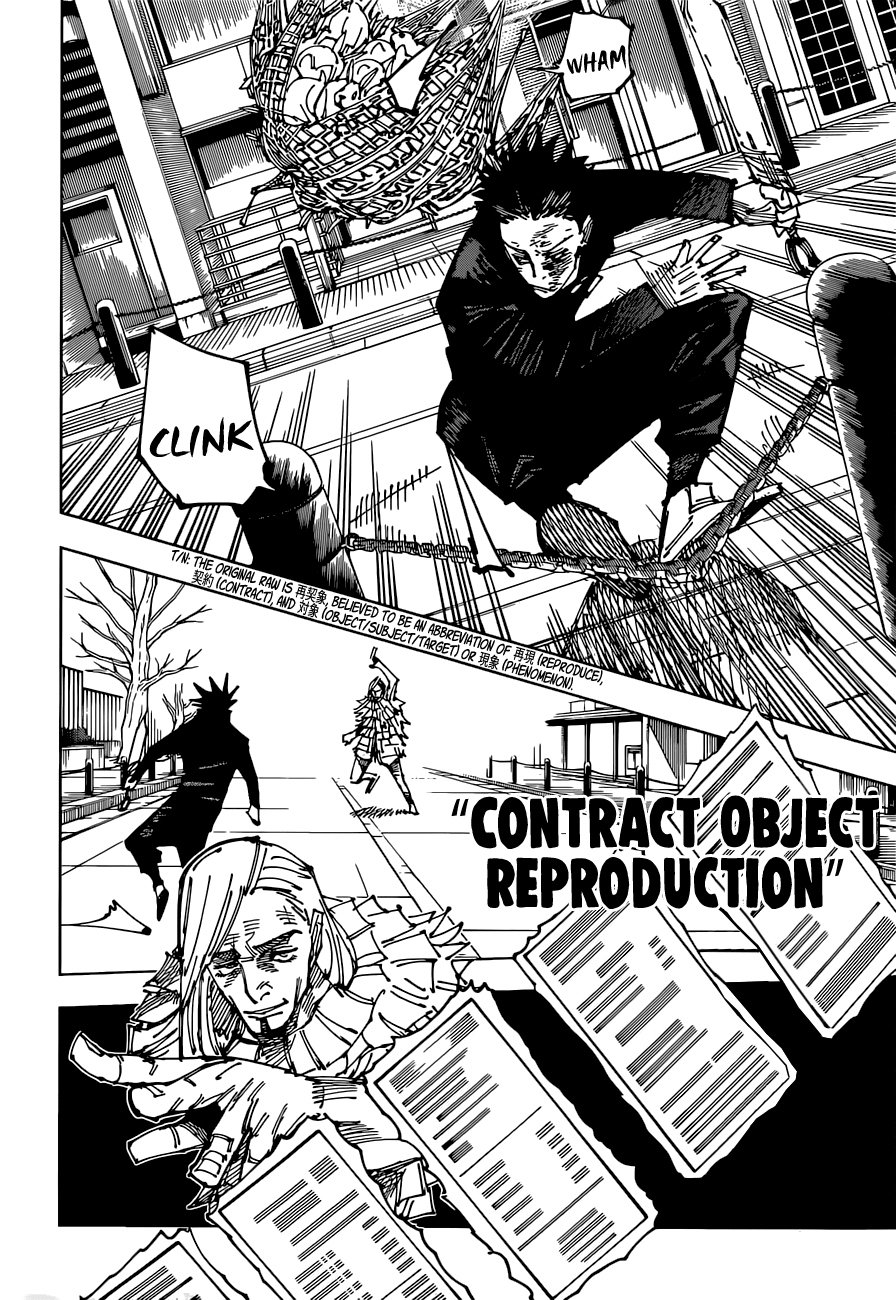 WHAM
CLINK
T/N: THE ORIGINAL RAW IS 再契象, BELIEVED TO BE AN ABBREVIATION OF 再現 (REPRODUCE),
契約 (CONTRACT), AND 対象 (OBJECT/SUBJECT/TARGET) OR 現象 (PHENOMENON).
"CONTRACT OBJECT
REPRODUCTION"